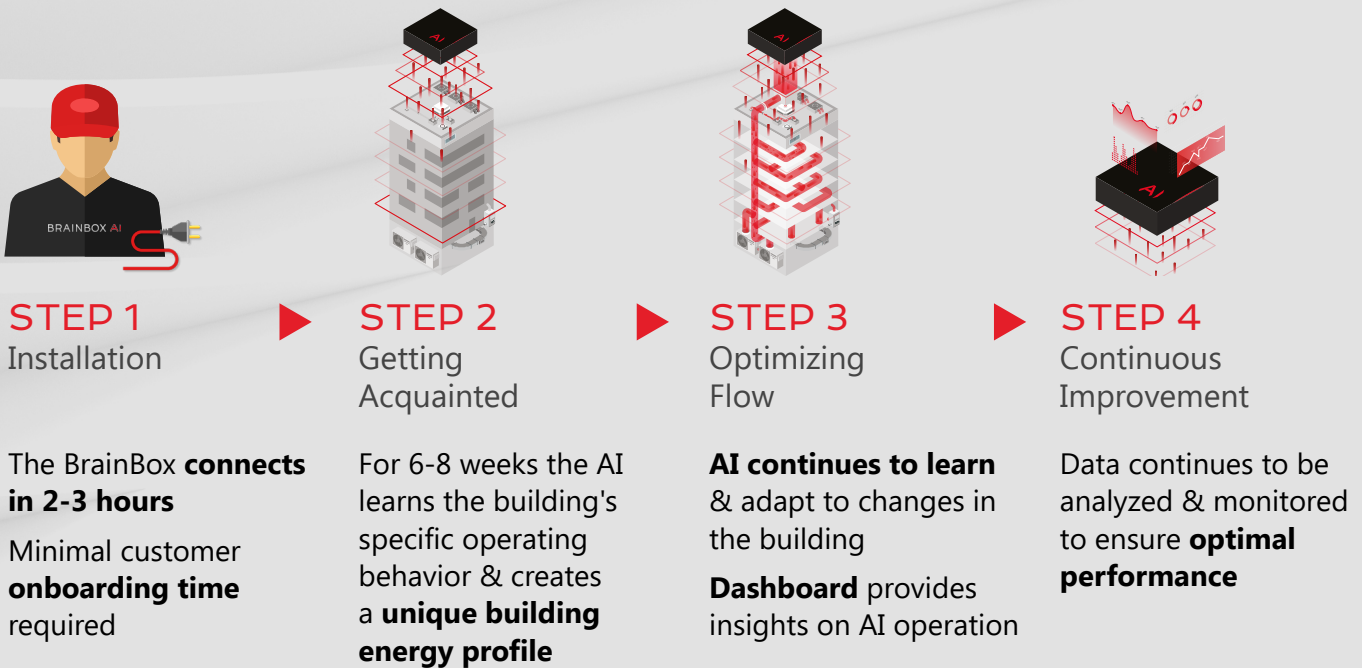 AI
AI
AI
BRAINBOX AI
STEP 1
Installation
The BrainBox connects
in 2-3 hours
Minimal customer
onboarding time
required
STEP 2
Getting
Acquainted
For 6-8 weeks the AI
learns the building's
specific operating
behavior & creates
a unique building
energy profile
STEP 3
Optimizing
Flow
AI continues to learn
& adapt to changes in
the building
Dashboard provides
insights on AI operation
STEP 4
Continuous
Improvement
Data continues to be
analyzed & monitored
to ensure optimal
performance